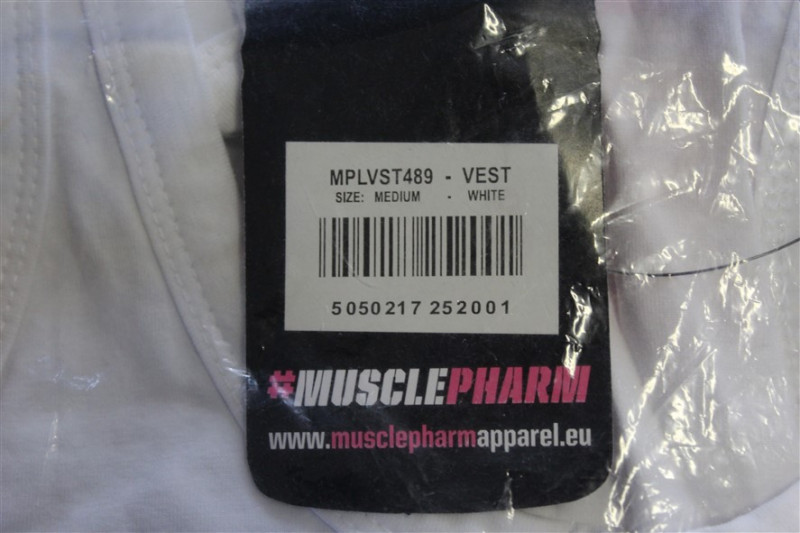 MPLVST489 - VEST
SIZE: MEDIUM - WHITE
5050217 252001
#MUSCLEPHARM
www.musclepharmapparel.eu